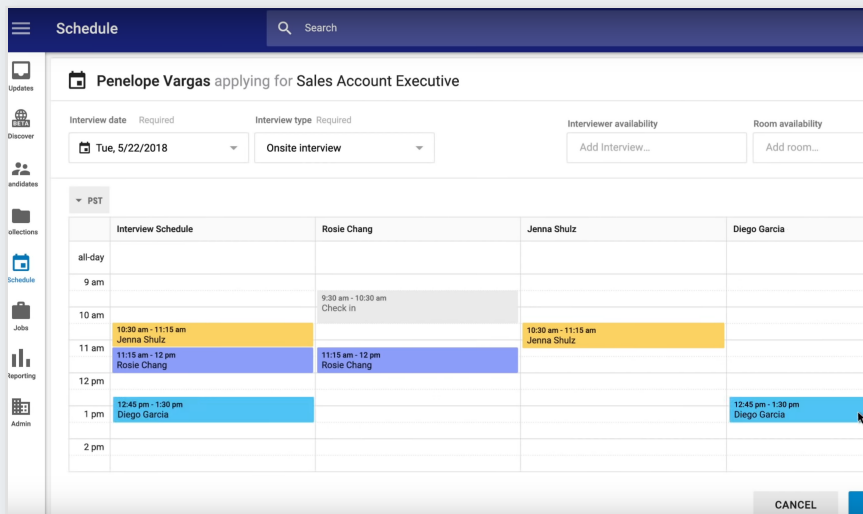 Schedule
Search
Updates
BETA
Discover
andidates
ollections
Schedule
Jobs
Reporting
Admin
Penelope Vargas applying for Sales Account Executive
Interview date Required
Interview type Required
Interviewer availability
Room availability
Tue, 5/22/2018
Onsite interview
Add Interview...
Add room...
PST
Interview Schedule
Rosie Chang
Jenna Shulz
Diego Garcia
all-day
9 am
9:30 am - 10:30 am
Check in
10 am
10:30 am - 11:15 am
Jenna Shulz
10:30 am - 11:15 am
Jenna Shulz
11 am
11:15 am - 12 pm
Rosie Chang
11:15 am - 12 pm
Rosie Chang
12 pm
12:45 pm - 1:30 pm
Diego Garcia
12:45 pm - 1:30 pm
Diego Garcia
1 pm
2 pm
CANCEL